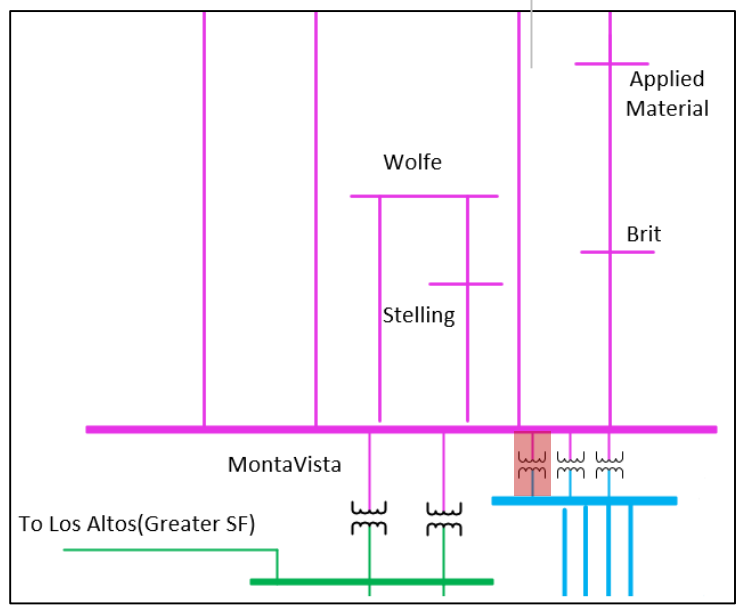 Applied
Material
Wolfe
Brit
Stelling
MontaVista
To Los Altos(Greater SF)